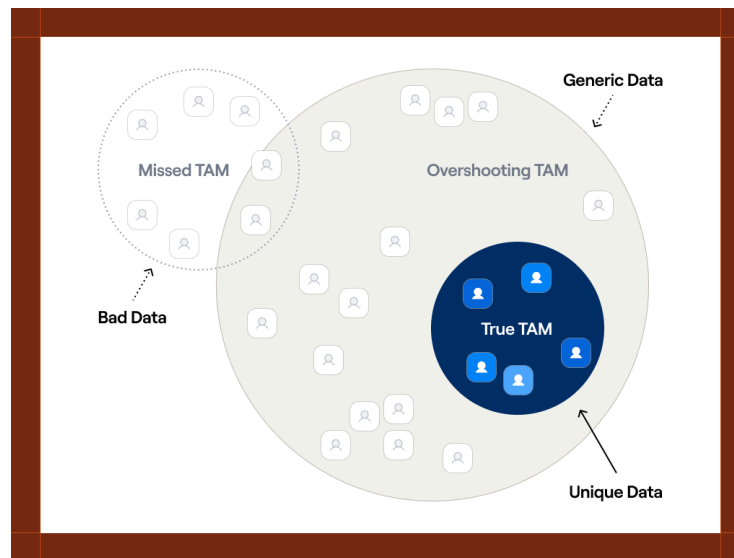 Generic Data
Missed TAM
Overshooting TAM
Bad Data
True TAM
Unique Data